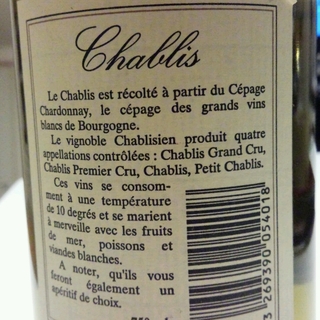 Chablis
Le Chablis est récolté à partir du Cépage
Chardonnay, le cépage des grands vins
blancs de Bourgogne.
Le vignoble Chablisien produit quatre
appellations contrôlées : Chablis Grand Cru,
Chablis Premier Cru, Chablis, Petit Chablis.
Ces vins se consom-
ment à une température
de 10 degrés et se marient
à merveille avec les fruits
de mer, poissons et
viandes blanches.
A noter, qu'ils vous
feront également un
apéritif de choix.
3 269390 054018